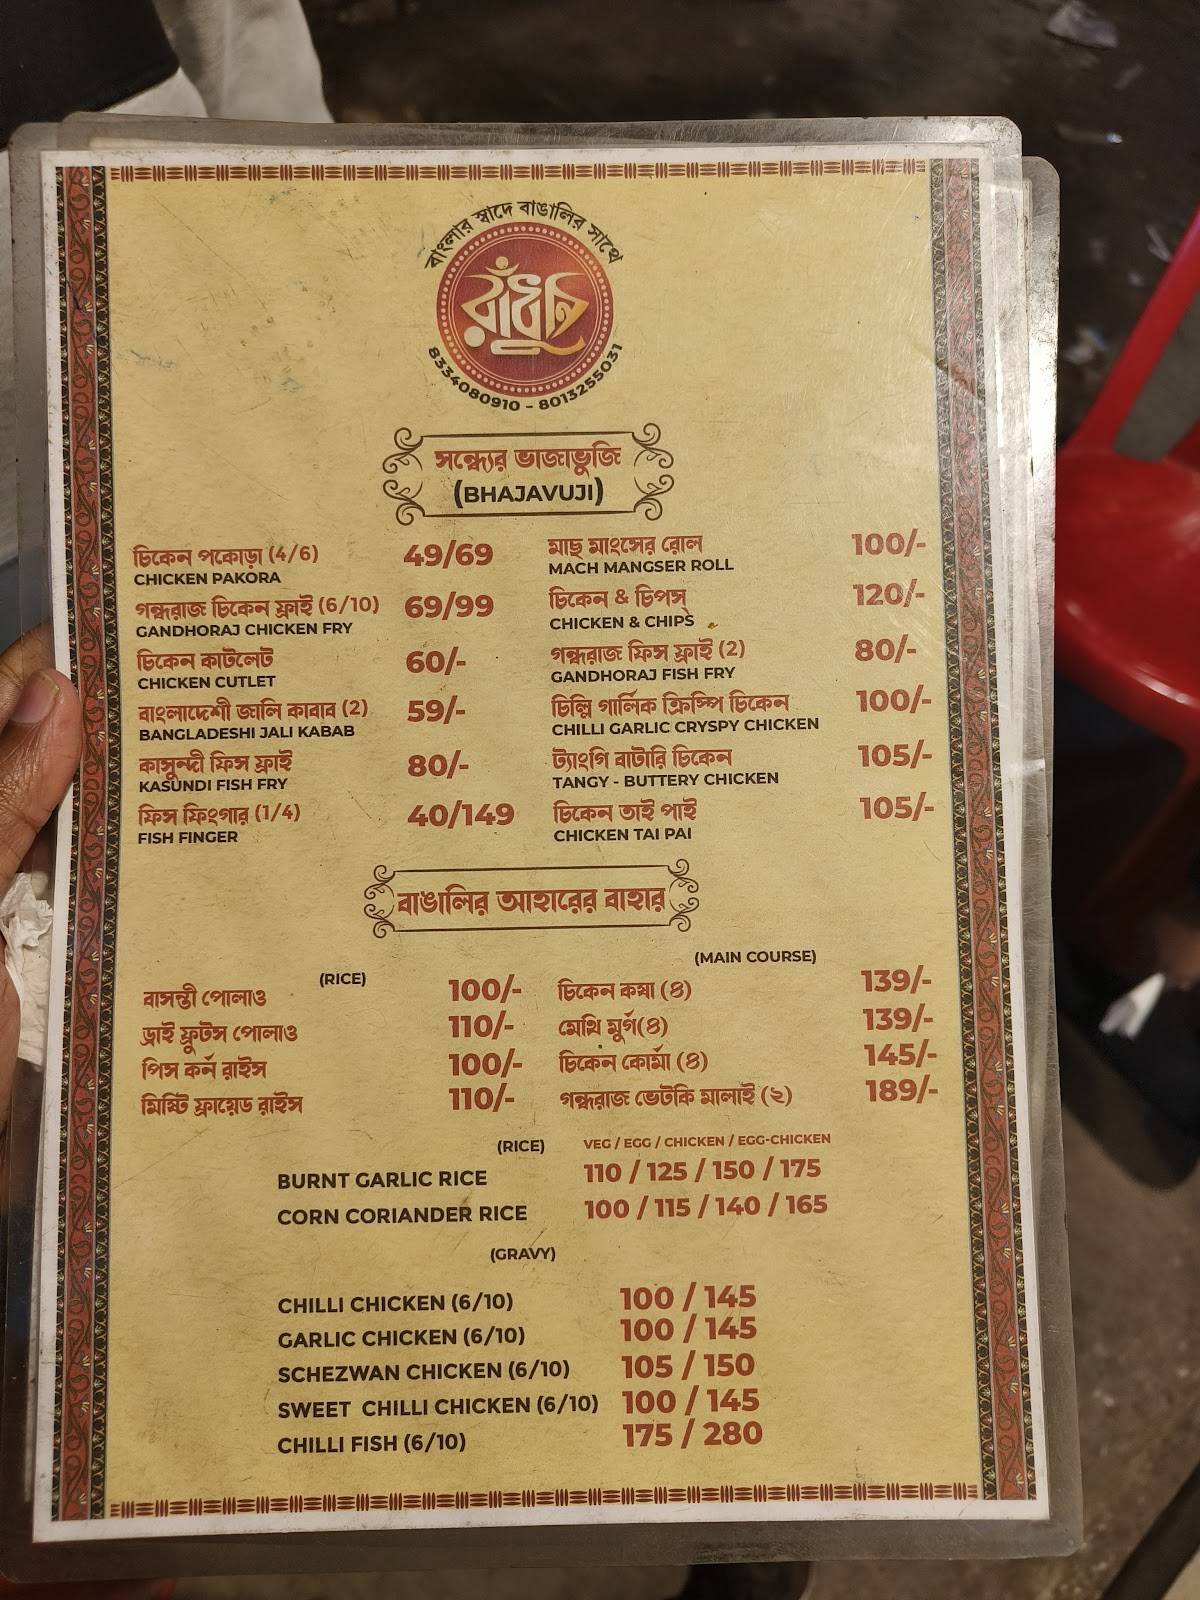 বাংলার স্বাদে বাঙালির সাথে
রাঁধুনি
8334080910 - 8013255031
সন্ধ্যের ভাজাভুজি
(BHAJAVUJI)
চিকেন পকোড়া (4/6) 49/69
CHICKEN PAKORA
গন্ধরাজ চিকেন ফ্রাই (6/10) 69/99
GANDHORAJ CHICKEN FRY
চিকেন কাটলেট 60/-
CHICKEN CUTLET
বাংলাদেশী জালি কাবাব (2) 59/-
BANGLADESHI JALI KABAB
কাসুন্দী ফিস ফ্রাই 80/-
KASUNDI FISH FRY
ফিস ফিংগার (1/4) 40/149
FISH FINGER
মাছ মাংসের রোল 100/-
MACH MANGSER ROLL
চিকেন & চিপস্ 120/-
CHICKEN & CHIPS
গন্ধরাজ ফিস ফ্রাই (2) 80/-
GANDHORAJ FISH FRY
চিল্লি গার্লিক ক্রিস্পি চিকেন 100/-
CHILLI GARLIC CRYSPY CHICKEN
ট্যাংগি বাটারি চিকেন 105/-
TANGY - BUTTERY CHICKEN
চিকেন তাই পাই 105/-
CHICKEN TAI PAI
বাঙালির আহারের বাহার
(RICE)
বাসন্তী পোলাও 100/-
ড্রাই ফ্রুটস পোলাও 110/-
পিস কর্ন রাইস 100/-
মিষ্টি ফ্রায়েড রাইস 110/-
(MAIN COURSE)
চিকেন কষা (৪) 139/-
মেথি মুর্গ(৪) 139/-
চিকেন কোর্মা (৪) 145/-
গন্ধরাজ ভেটকি মালাই (২) 189/-
(RICE) VEG / EGG / CHICKEN / EGG-CHICKEN
BURNT GARLIC RICE 110 / 125 / 150 / 175
CORN CORIANDER RICE 100 / 115 / 140 / 165
(GRAVY)
CHILLI CHICKEN (6/10) 100 / 145
GARLIC CHICKEN (6/10) 100 / 145
SCHEZWAN CHICKEN (6/10) 105 / 150
SWEET CHILLI CHICKEN (6/10) 100 / 145
CHILLI FISH (6/10) 175 / 280